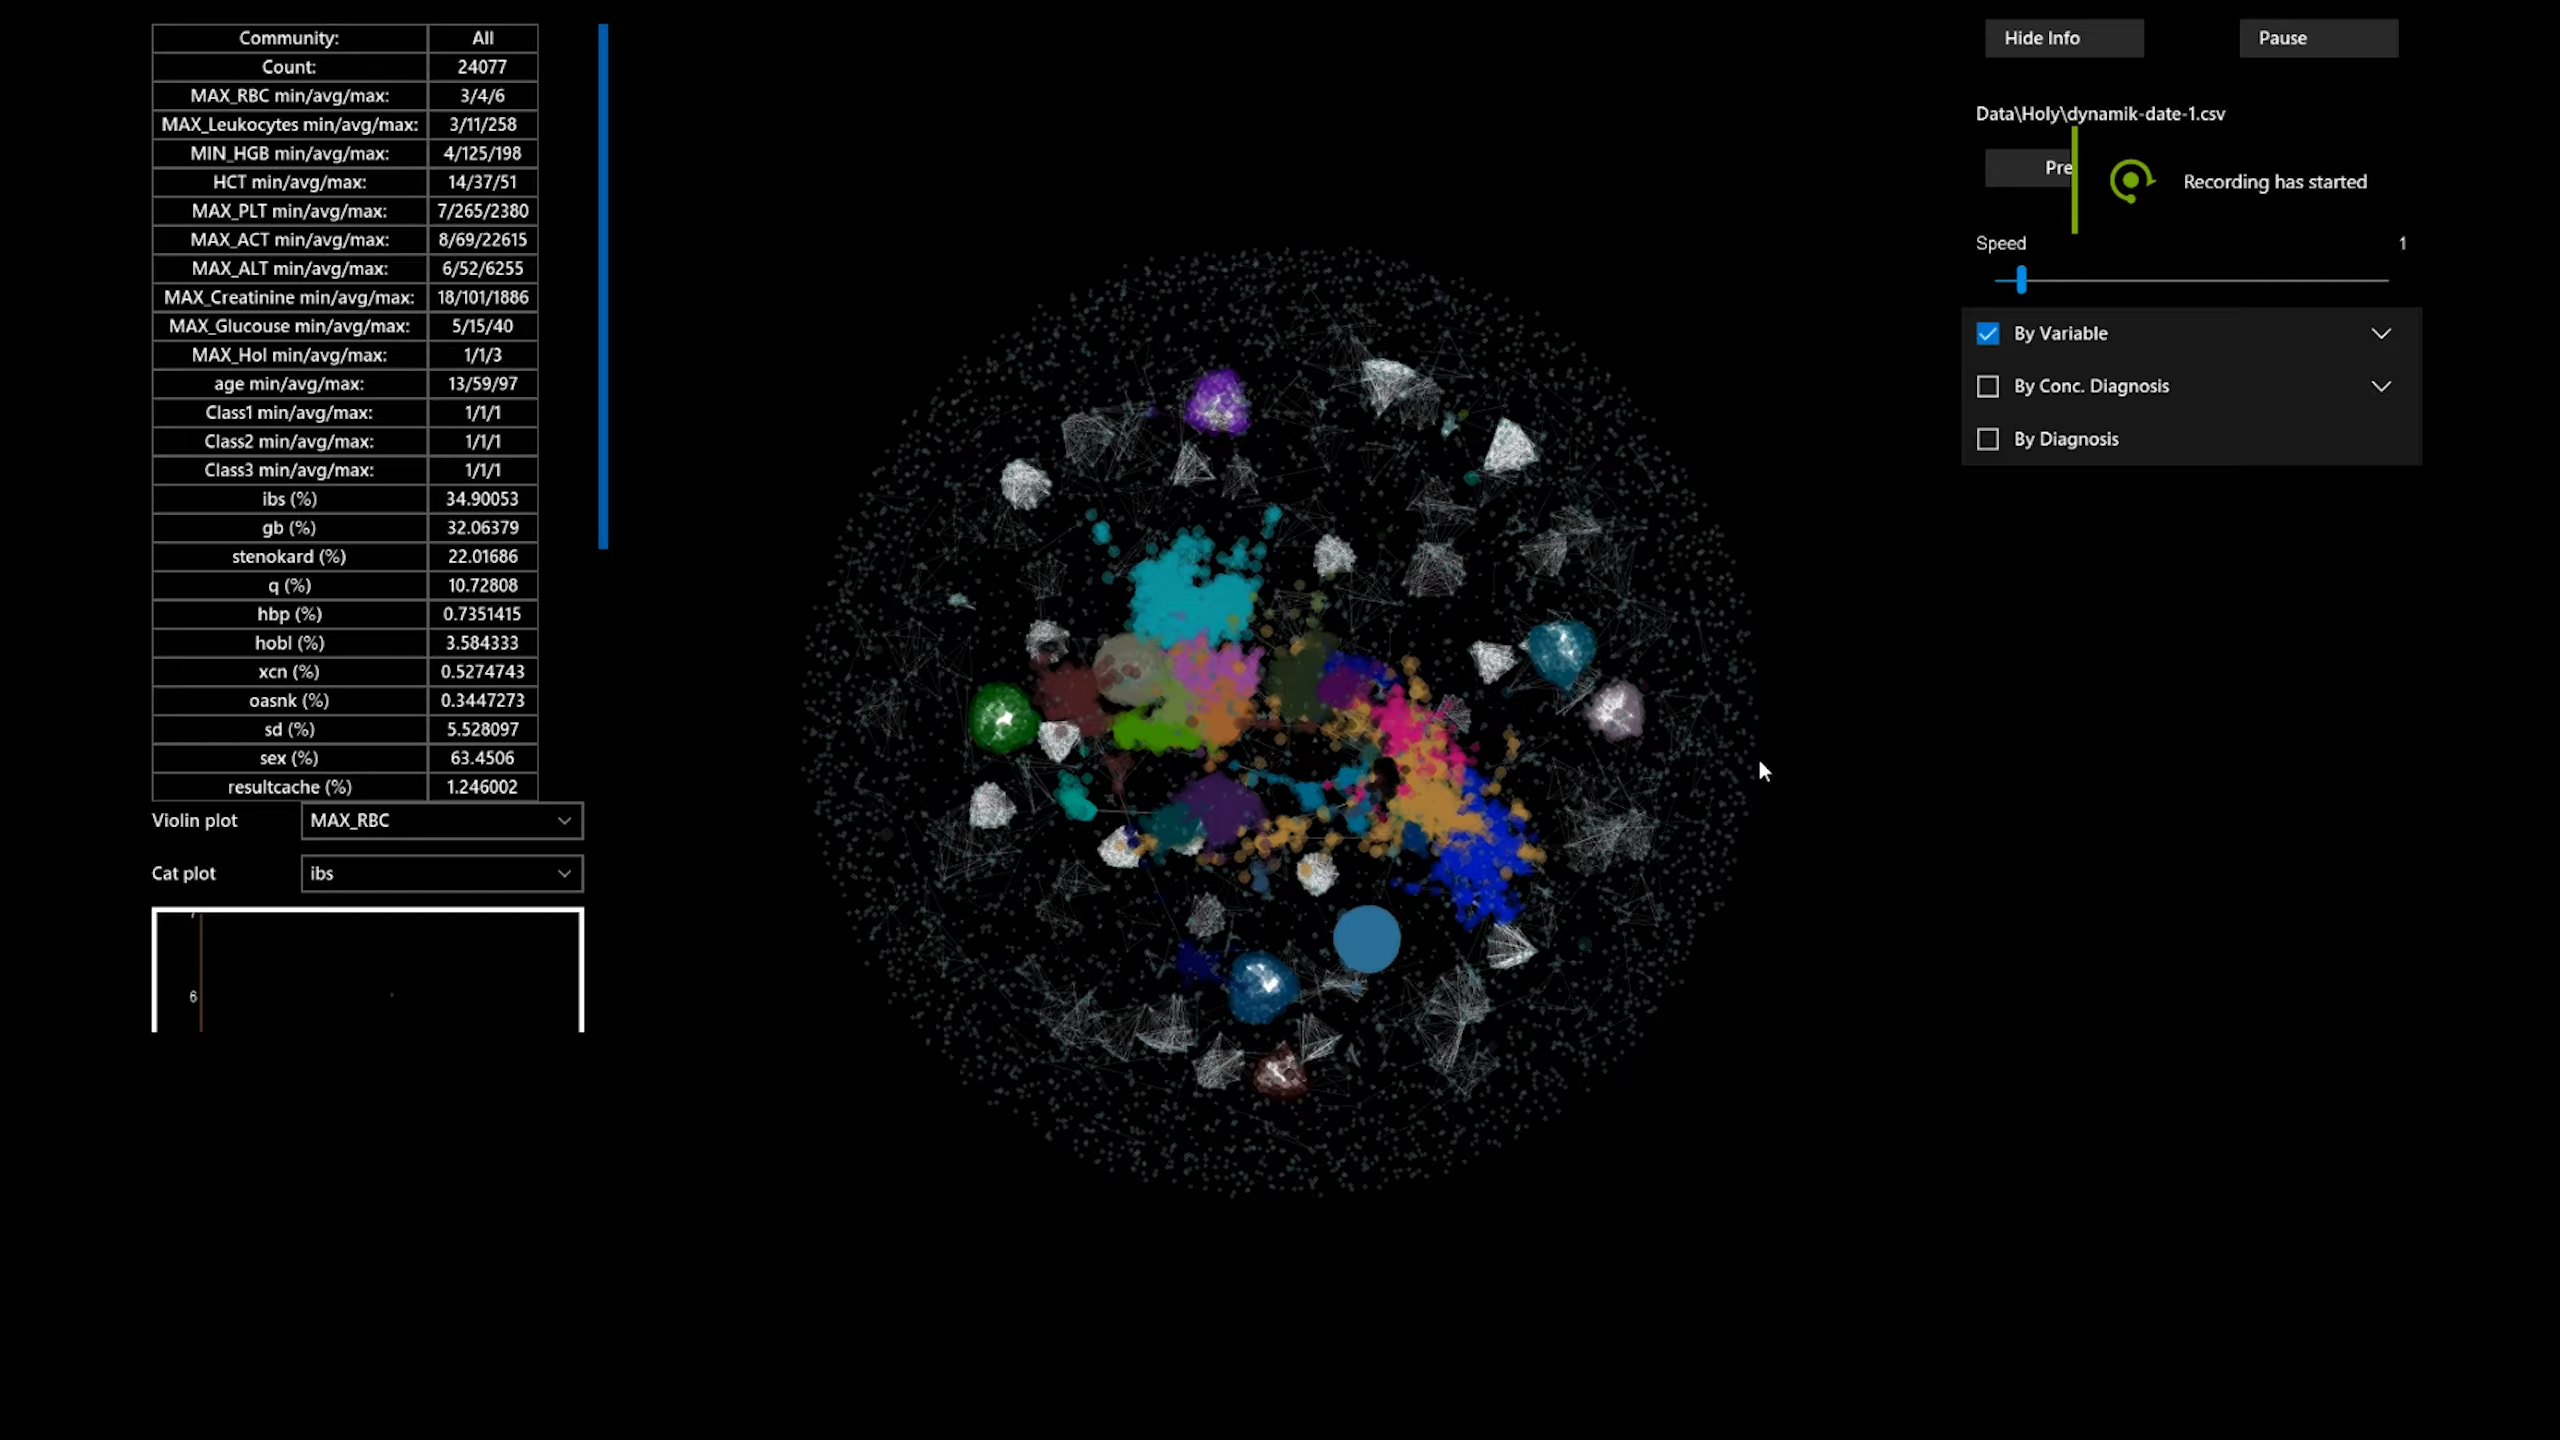 Community: All
Count: 24077
MAX_RBC min/avg/max: 3/4/6
MAX_Leukocytes min/avg/max: 3/11/258
MIN_HGB min/avg/max: 4/125/198
HCT min/avg/max: 14/37/51
MAX_PLT min/avg/max: 7/265/2380
MAX_ACT min/avg/max: 8/69/22615
MAX_ALT min/avg/max: 6/52/6255
MAX_Creatinine min/avg/max: 18/101/1886
MAX_Glucouse min/avg/max: 5/15/40
MAX_Hol min/avg/max: 1/1/3
age min/avg/max: 13/59/97
Class1 min/avg/max: 1/1/1
Class2 min/avg/max: 1/1/1
Class3 min/avg/max: 1/1/1
ibs (%) 34.90053
gb (%) 32.06379
stenokard (%) 22.01686
q (%) 10.72808
hbp (%) 0.7351415
hobl (%) 3.584333
xcn (%) 0.5274743
oasnk (%) 0.3447273
sd (%) 5.528097
sex (%) 63.4506
resultcache (%) 1.246002
Violin plot MAX_RBC
Cat plot ibs
6
Hide Info Pause
Data\Holy\dynamik-date-1.csv
Pre
Recording has started
Speed 1
By Variable
By Conc. Diagnosis
By Diagnosis